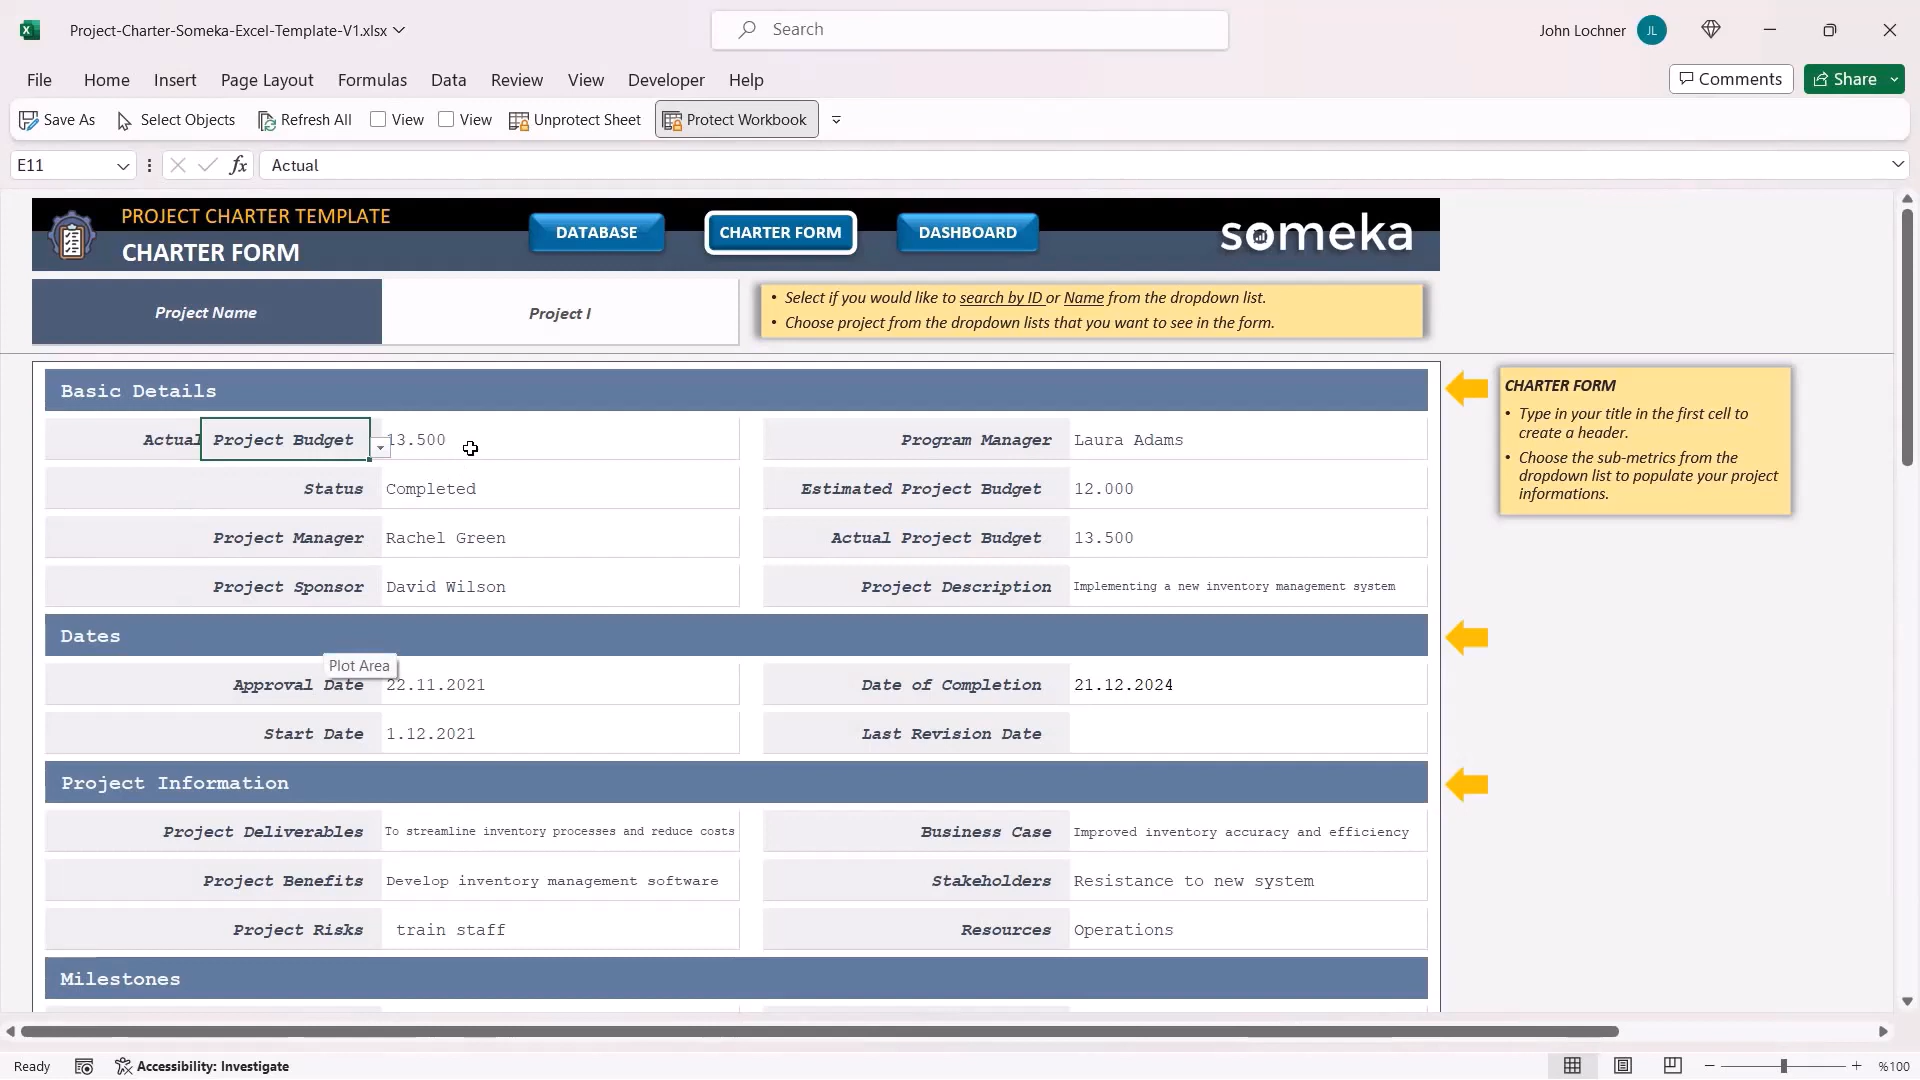 Project-Charter-Someka-Excel-Template-V1.xlsx
Search
John Lochner
JL
File Home Insert Page Layout Formulas Data Review View Developer Help
Comments
Share
Save As
Select Objects
Refresh All
View
View
Unprotect Sheet
Protect Workbook
E11
fx
Actual
PROJECT CHARTER TEMPLATE
CHARTER FORM
DATABASE
CHARTER FORM
DASHBOARD
someka
Project Name
Project I
• Select if you would like to search by ID or Name from the dropdown list.
• Choose project from the dropdown lists that you want to see in the form.
Basic Details
Actual Project Budget 13.500
Program Manager Laura Adams
Status Completed
Estimated Project Budget 12.000
Project Manager Rachel Green
Actual Project Budget 13.500
Project Sponsor David Wilson
Project Description Implementing a new inventory management system
CHARTER FORM
• Type in your title in the first cell to
create a header.
• Choose the sub-metrics from the
dropdown list to populate your project
informations.
Dates
Plot Area
Approval Date 22.11.2021
Date of Completion 21.12.2024
Start Date 1.12.2021
Last Revision Date
Project Information
Project Deliverables To streamline inventory processes and reduce costs
Business Case Improved inventory accuracy and efficiency
Project Benefits Develop inventory management software
Stakeholders Resistance to new system
Project Risks train staff
Resources Operations
Milestones
Ready
Accessibility: Investigate
%100